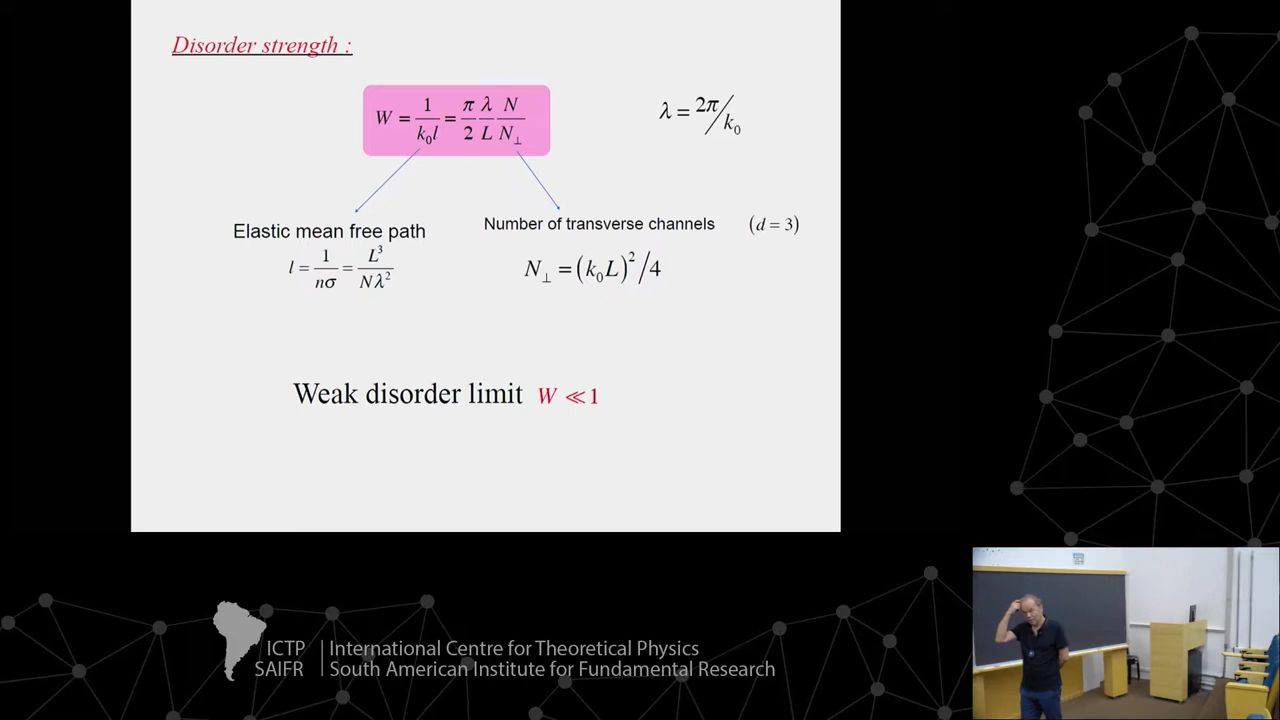 Disorder strength :
W = 1/(k₀l) = (π/2)(λ/L)(N/N⊥)
λ = 2π/k₀
Elastic mean free path
l = 1/(nσ) = L³/(Nλ²)
Number of transverse channels (d = 3)
N⊥ = (k₀L)²/4
Weak disorder limit W ≪ 1
ICTP | International Centre for Theoretical Physics
SAIFR | South American Institute for Fundamental Research